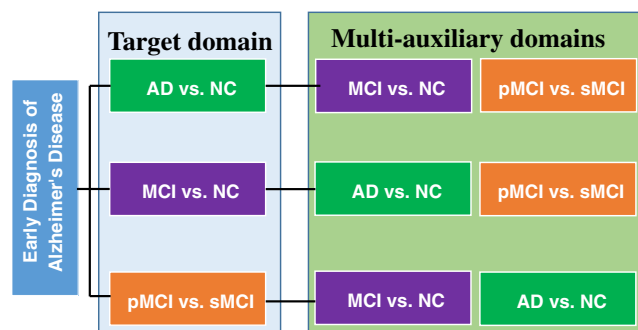 Target domain
Multi-auxiliary domains
Early Diagnosis of
Alzheimer's Disease
AD vs. NC
MCI vs. NC
pMCI vs. sMCI
MCI vs. NC
AD vs. NC
pMCI vs. sMCI
pMCI vs. sMCI
MCI vs. NC
AD vs. NC